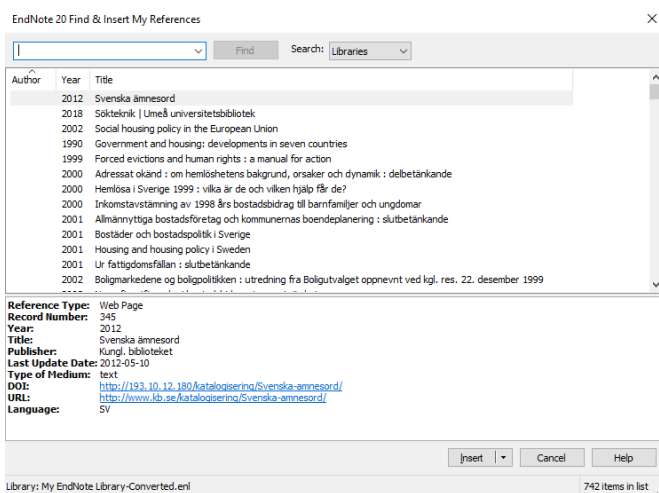 EndNote 20 Find & Insert My References
Find Search: Libraries
Author Year Title
2012 Svenska ämnesord
2018 Sökteknik | Umeå universitetsbibliotek
2002 Social housing policy in the European Union
1990 Government and housing: developments in seven countries
1999 Forced evictions and human rights : a manual for action
2000 Adressat okänd : om hemlöshetens bakgrund, orsaker och dynamik : delbetänkande
2000 Hemlösa i Sverige 1999 : vilka är de och vilken hjälp får de?
2000 Inkomstavstämning av 1998 års bostadsbidrag till barnfamiljer och ungdomar
2001 Allmännyttiga bostadsföretag och kommunernas boendeplanering : slutbetänkande
2001 Bostäder och bostadspolitik i Sverige
2001 Housing and housing policy in Sweden
2001 Ur fattigdomsfällan : slutbetänkande
2002 Boligmarkedene og boligpolitikken : utredning fra Boligutvalget oppnevnt ved kgl. res. 22. desember 1999
Reference Type: Web Page
Record Number: 345
Year: 2012
Title: Svenska ämnesord
Publisher: Kungl. biblioteket
Last Update Date: 2012-05-10
Type of Medium: text
DOI: http://193.10.12.180/katalogisering/Svenska-amnesord/
URL: http://www.kb.se/katalogisering/Svenska-amnesord/
Language: SV
Insert Cancel Help
Library: My EndNote Library-Converted.enl 742 items in list